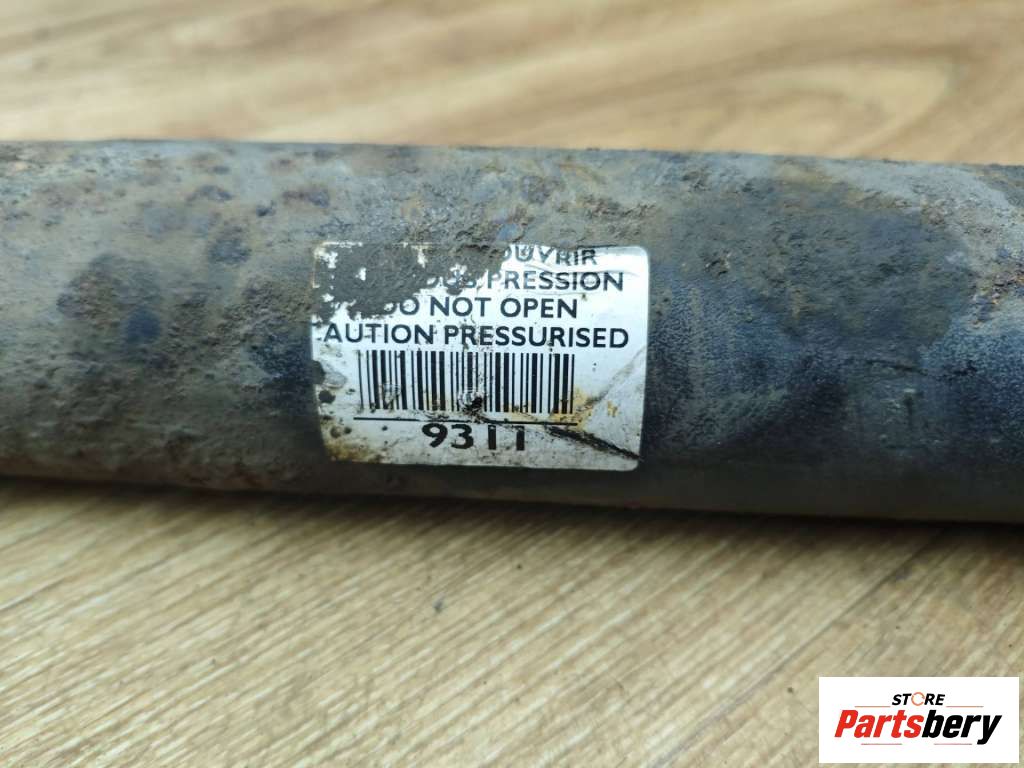 OUVRIR
PRESSION
DO NOT OPEN
AUTION PRESSURISED
9311
STORE
Partsbery